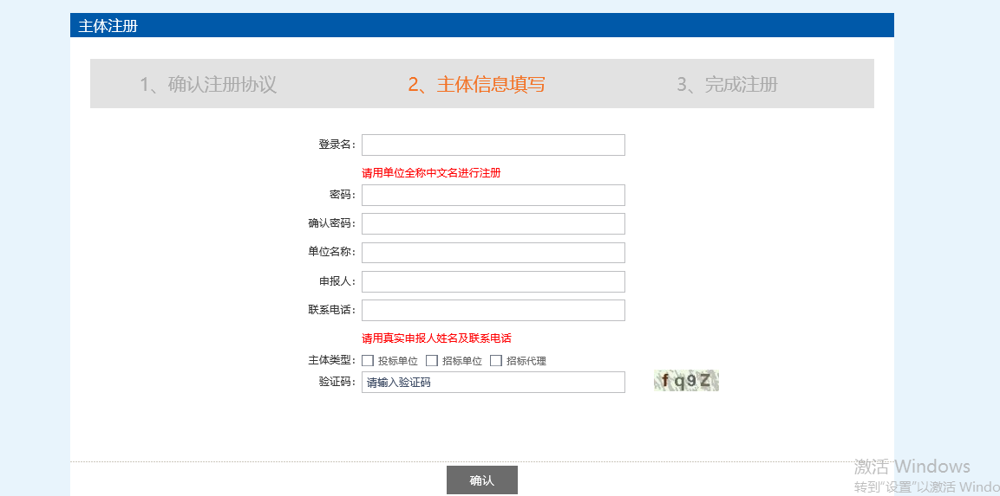 主体注册
1、确认注册协议 2、主体信息填写 3、完成注册
登录名：
请用单位全称中文名进行注册
密码：
确认密码：
单位名称：
申报人：
联系电话：
请用真实申报人姓名及联系电话
主体类型： 投标单位 招标单位 招标代理
验证码： 请输入验证码 fq9Z
确认
激活 Windows
转到"设置"以激活 Windo